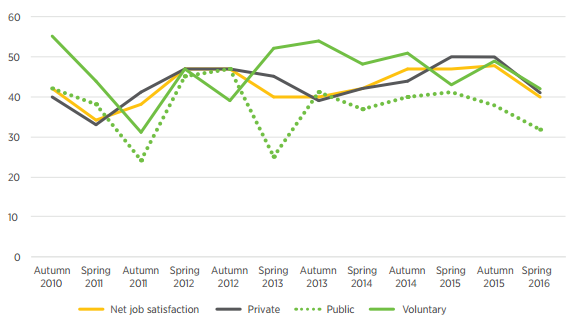 60
50
40
30
20
10
0
Autumn Spring Autumn Spring Autumn Spring Autumn Spring Autumn Spring Autumn Spring
2010 2011 2011 2012 2012 2013 2013 2014 2014 2015 2015 2016
Net job satisfaction Private Public Voluntary